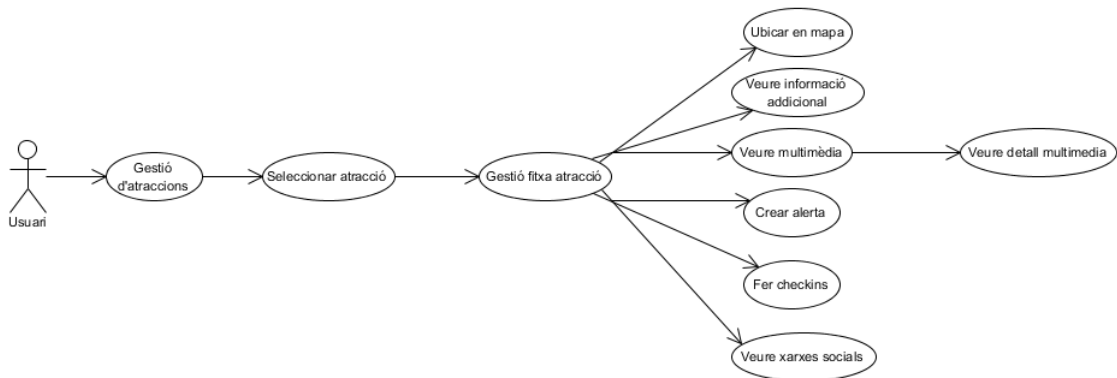 Ubicar en mapa
Veure informació
addicional
Usuari
Gestió
d'atraccions
Seleccionar atracció
Gestió fitxa atracció
Veure multimèdia
Veure detall multimedia
Crear alerta
Fer checkins
Veure xarxes socials